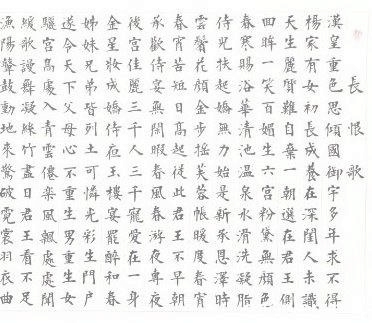 長恨歌
漢皇重色思傾國御宇多年求不得
楊家有女初長成養在深閨人未識
天生麗質難自棄一朝選在君王側
回眸一笑百媚生六宮粉黛無顏色
春寒賜浴華清池溫泉水滑洗凝脂
侍兒扶起嬌無力始是新承恩澤時
雲鬢花顏金步搖芙蓉帳暖度春宵
春宵苦短日高起從此君王不早朝
承歡侍宴無閒暇春從春游夜專夜
後宮佳麗三千人三千寵愛在一身
金屋妝成嬌侍夜玉樓宴罷醉和春
姊妹弟兄皆列土可憐光彩生門戶
遂令天下父母心不重生男重生女
驪宮高處入青雲仙樂風飄處處聞
緩歌謾舞凝絲竹盡日君王看不足
漁陽鼙鼓動地來驚破霓裳羽衣曲